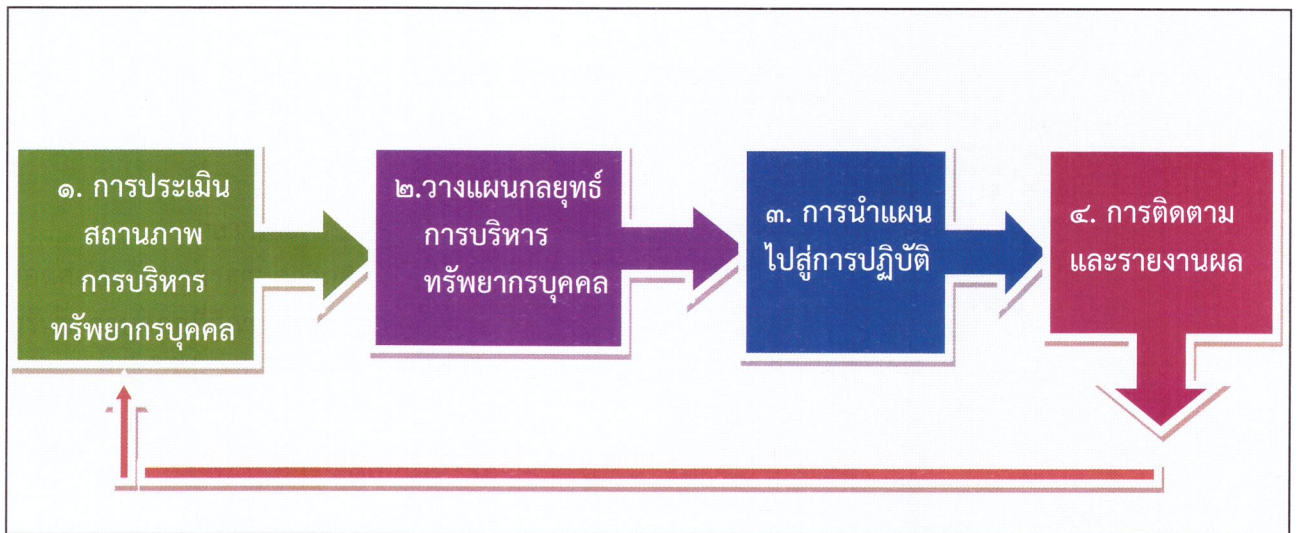 ๑. การประเมิน
สถานภาพ
การบริหาร
ทรัพยากรบุคคล
๒.วางแผนกลยุทธ์
การบริหาร
ทรัพยากรบุคคล
๓. การนำแผน
ไปสู่การปฏิบัติ
๔. การติดตาม
และรายงานผล